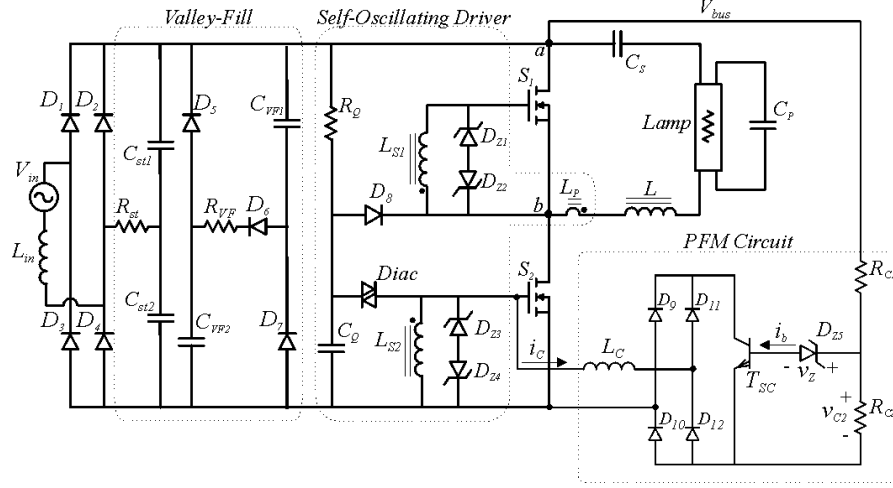 Valley-Fill
Self-Oscillating Driver
V_bus
a
C_S
S_1
D_1
D_2
D_5
C_VF1
R_Q
L_S1
D_Z1
D_Z2
Lamp
C_P
C_st1
V_in
R_st
R_VF
D_6
D_8
L_P
L
b
L_in
PFM Circuit
Diac
S_2
D_3
D_4
C_st2
C_VF2
D_7
C_Q
L_S2
D_Z3
D_Z4
i_C
L_C
D_9
D_11
D_10
D_12
T_SC
i_b
D_Z5
- v_Z +
+
v_C2
-
R_C
R_C